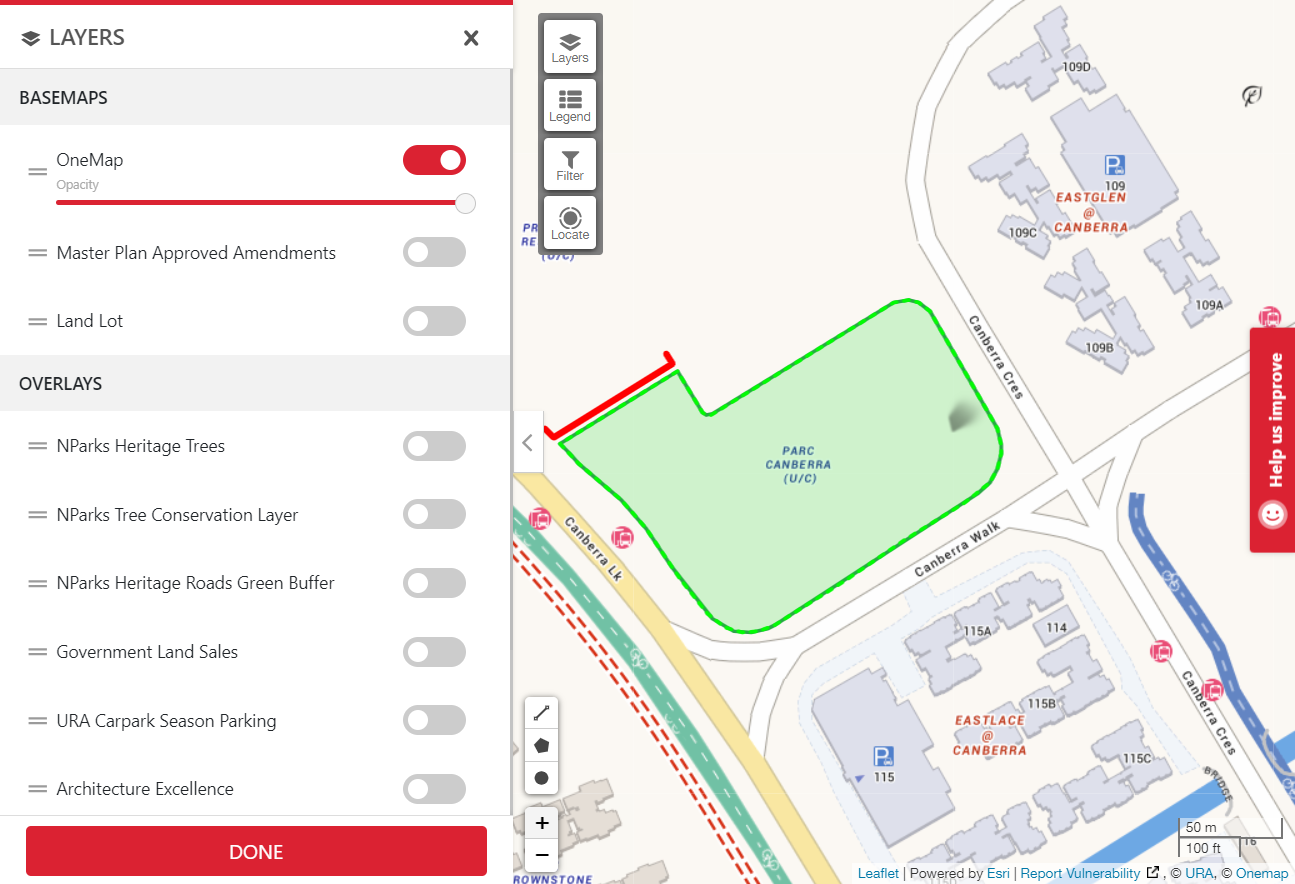 LAYERS
BASEMAPS
OneMap
Opacity
Master Plan Approved Amendments
Land Lot
OVERLAYS
NParks Heritage Trees
NParks Tree Conservation Layer
NParks Heritage Roads Green Buffer
Government Land Sales
URA Carpark Season Parking
Architecture Excellence
DONE
Layers
Legend
Filter
Locate
PR
RE
(U/C)
109D
109
EASTGLEN
@
CANBERRA
109C
109A
109B
Canberra Cres
PARC
CANBERRA
(U/C)
Canberra Lk
Canberra Walk
115A
114
115B
EASTLACE
@
CANBERRA
115C
115
Canberra Cres
BRIDGE
16
ROWNSTONE
Help us improve
+
−
50 m
100 ft
Leaflet | Powered by Esri | Report Vulnerability , © URA, © Onemap